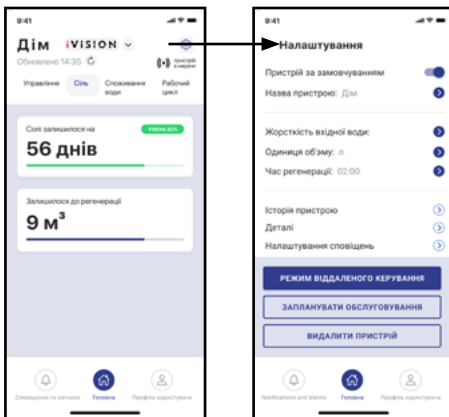 9:41
Дім iVISION
Оновлено 14:35
пристрій
в мережі
Управління Сіль Споживання води Робочий цикл
Солі залишилося на
РІВЕНЬ 62%
56 днів
Залишилося до регенерації
9 м³
Сповіщення та сигнали Головна Профіль користувача
9:41
Налаштування
Пристрій за замовчуванням
Назва пристрою: Дім
Жорсткість вхідної води:
Одиниця об'єму: л
Час регенерації: 02:00
Історія пристрою
Деталі
Налаштування сповіщень
РЕЖИМ ВІДДАЛЕНОГО КЕРУВАННЯ
ЗАПЛАНУВАТИ ОБСЛУГОВУВАННЯ
ВИДАЛИТИ ПРИСТРІЙ
Notifications and alarms Головна Профіль користувача